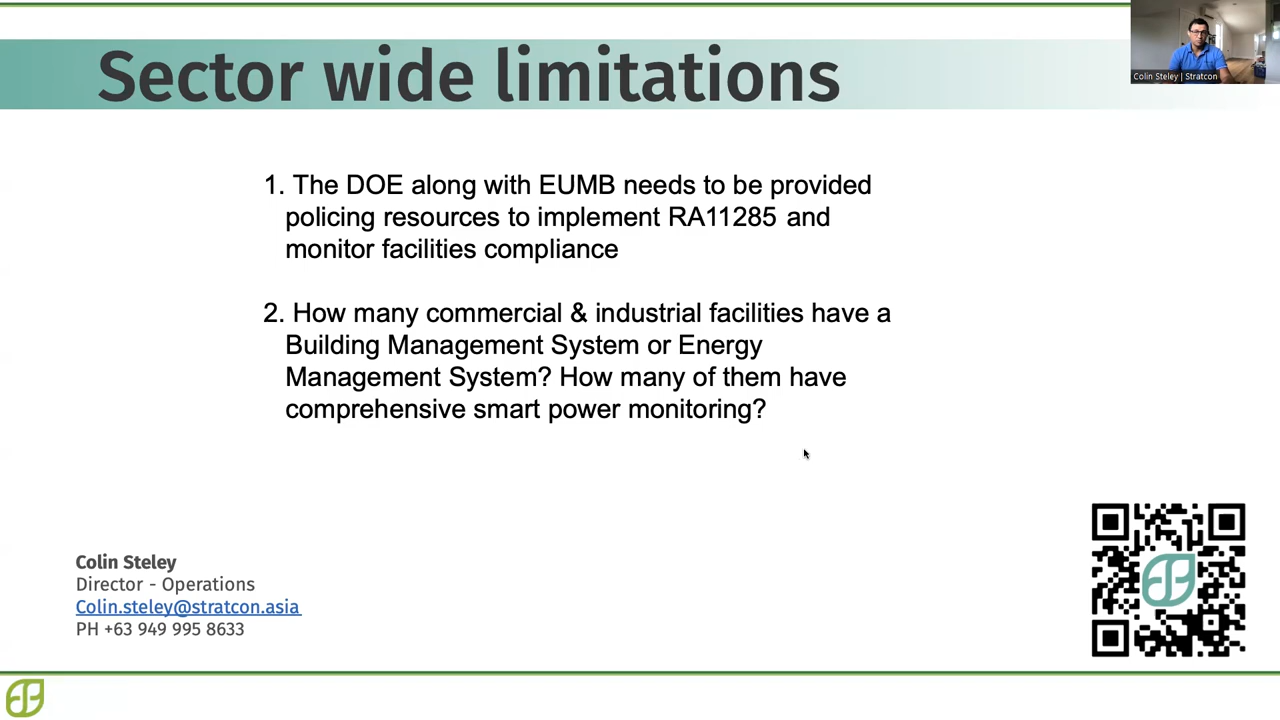 Sector wide limitations
Colin Steley | Stratcon
1. The DOE along with EUMB needs to be provided
policing resources to implement RA11285 and
monitor facilities compliance
2. How many commercial & industrial facilities have a
Building Management System or Energy
Management System? How many of them have
comprehensive smart power monitoring?
Colin Steley
Director - Operations
Colin.steley@stratcon.asia
PH +63 949 995 8633